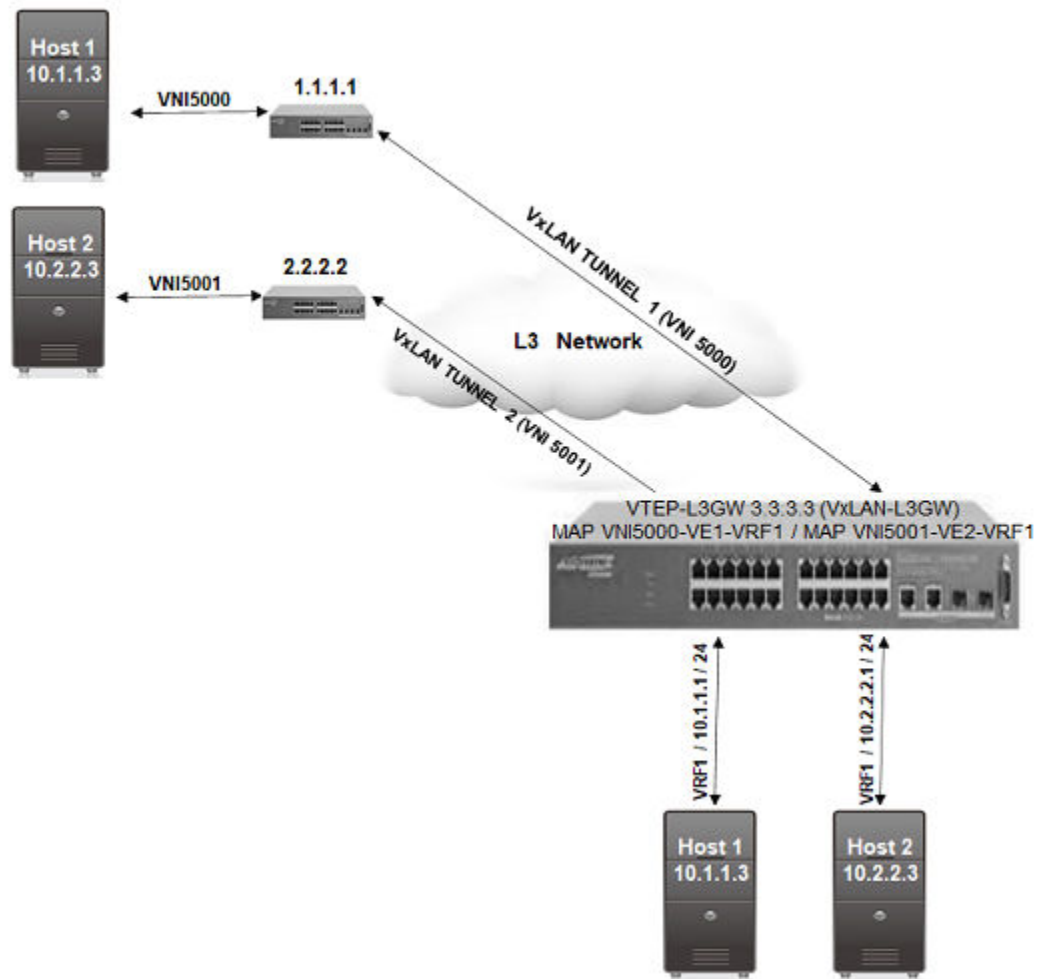 Host 1
10.1.1.3
VNI5000
1.1.1.1
Host 2
10.2.2.3
VNI5001
2.2.2.2
VxLAN TUNNEL 1 (VNI 5000)
L3 Network
VxLAN TUNNEL 2 (VNI 5001)
VTEP-L3GW 3.3.3.3 (VxLAN-L3GW)
MAP VNI5000-VE1-VRF1 / MAP VNI5001-VE2-VRF1
VRF1 / 10.1.1.1 / 24
VRF1 / 10.2.2.2.1 / 24
Host 1
10.1.1.3
Host 2
10.2.2.3